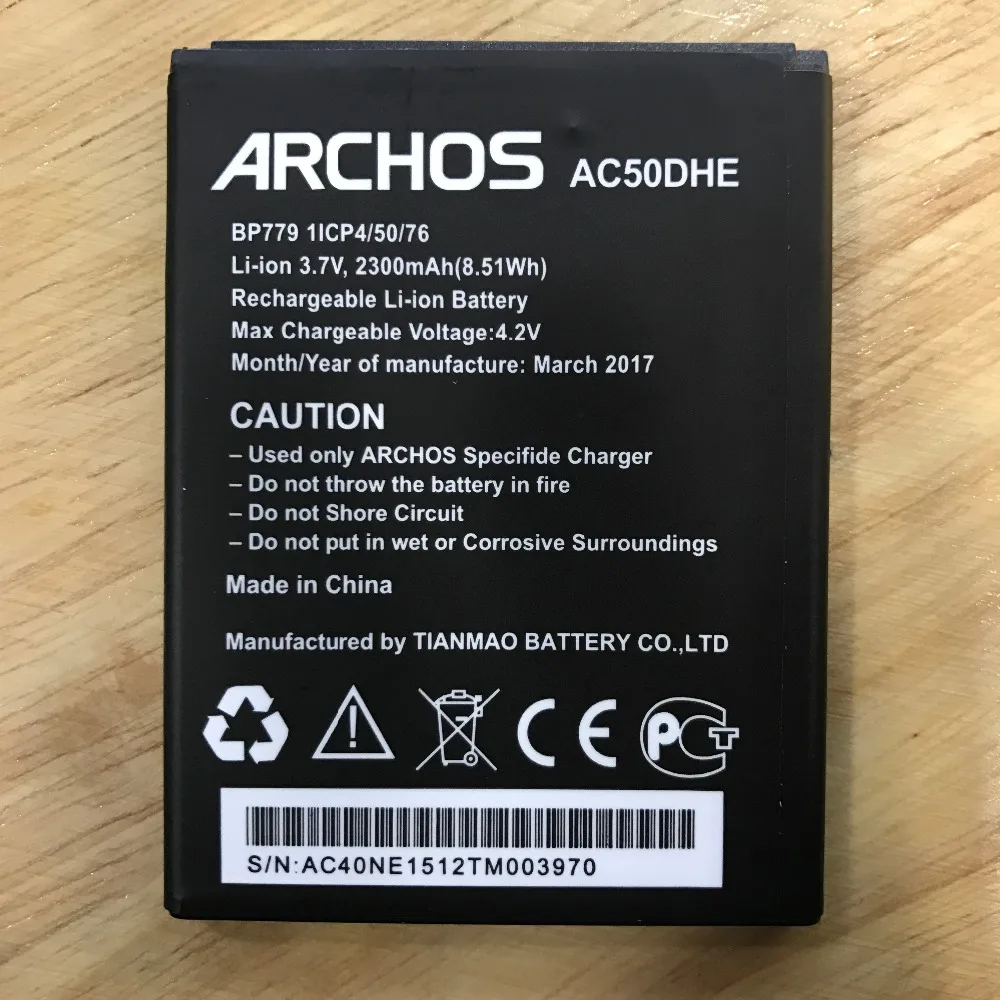 ARCHOS AC50DHE
BP779 1ICP4/50/76
Li-ion 3.7V, 2300mAh(8.51Wh)
Rechargeable Li-ion Battery
Max Chargeable Voltage:4.2V
Month/Year of manufacture: March 2017
CAUTION
– Used only ARCHOS Specifide Charger
– Do not throw the battery in fire
– Do not Shore Circuit
– Do not put in wet or Corrosive Surroundings
Made in China
Manufactured by TIANMAO BATTERY CO.,LTD
CE PCT
S/N:AC40NE1512TM003970